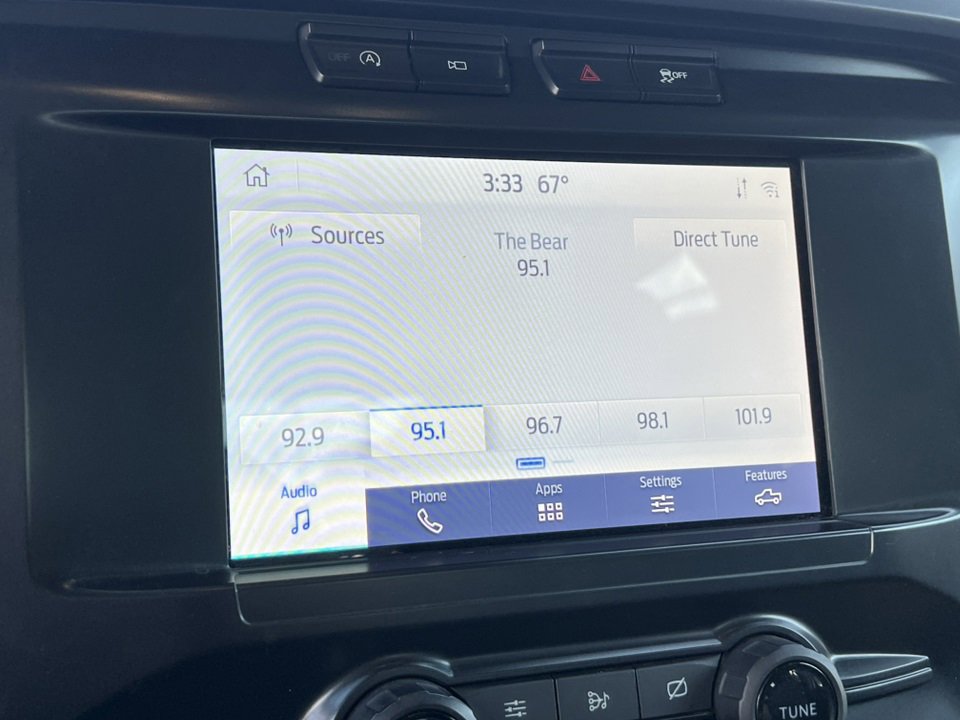 OFF A OFF
3:33 67°
Sources
The Bear
95.1
Direct Tune
92.9 95.1 96.7 98.1 101.9
Audio Phone Apps Settings Features
TUNE